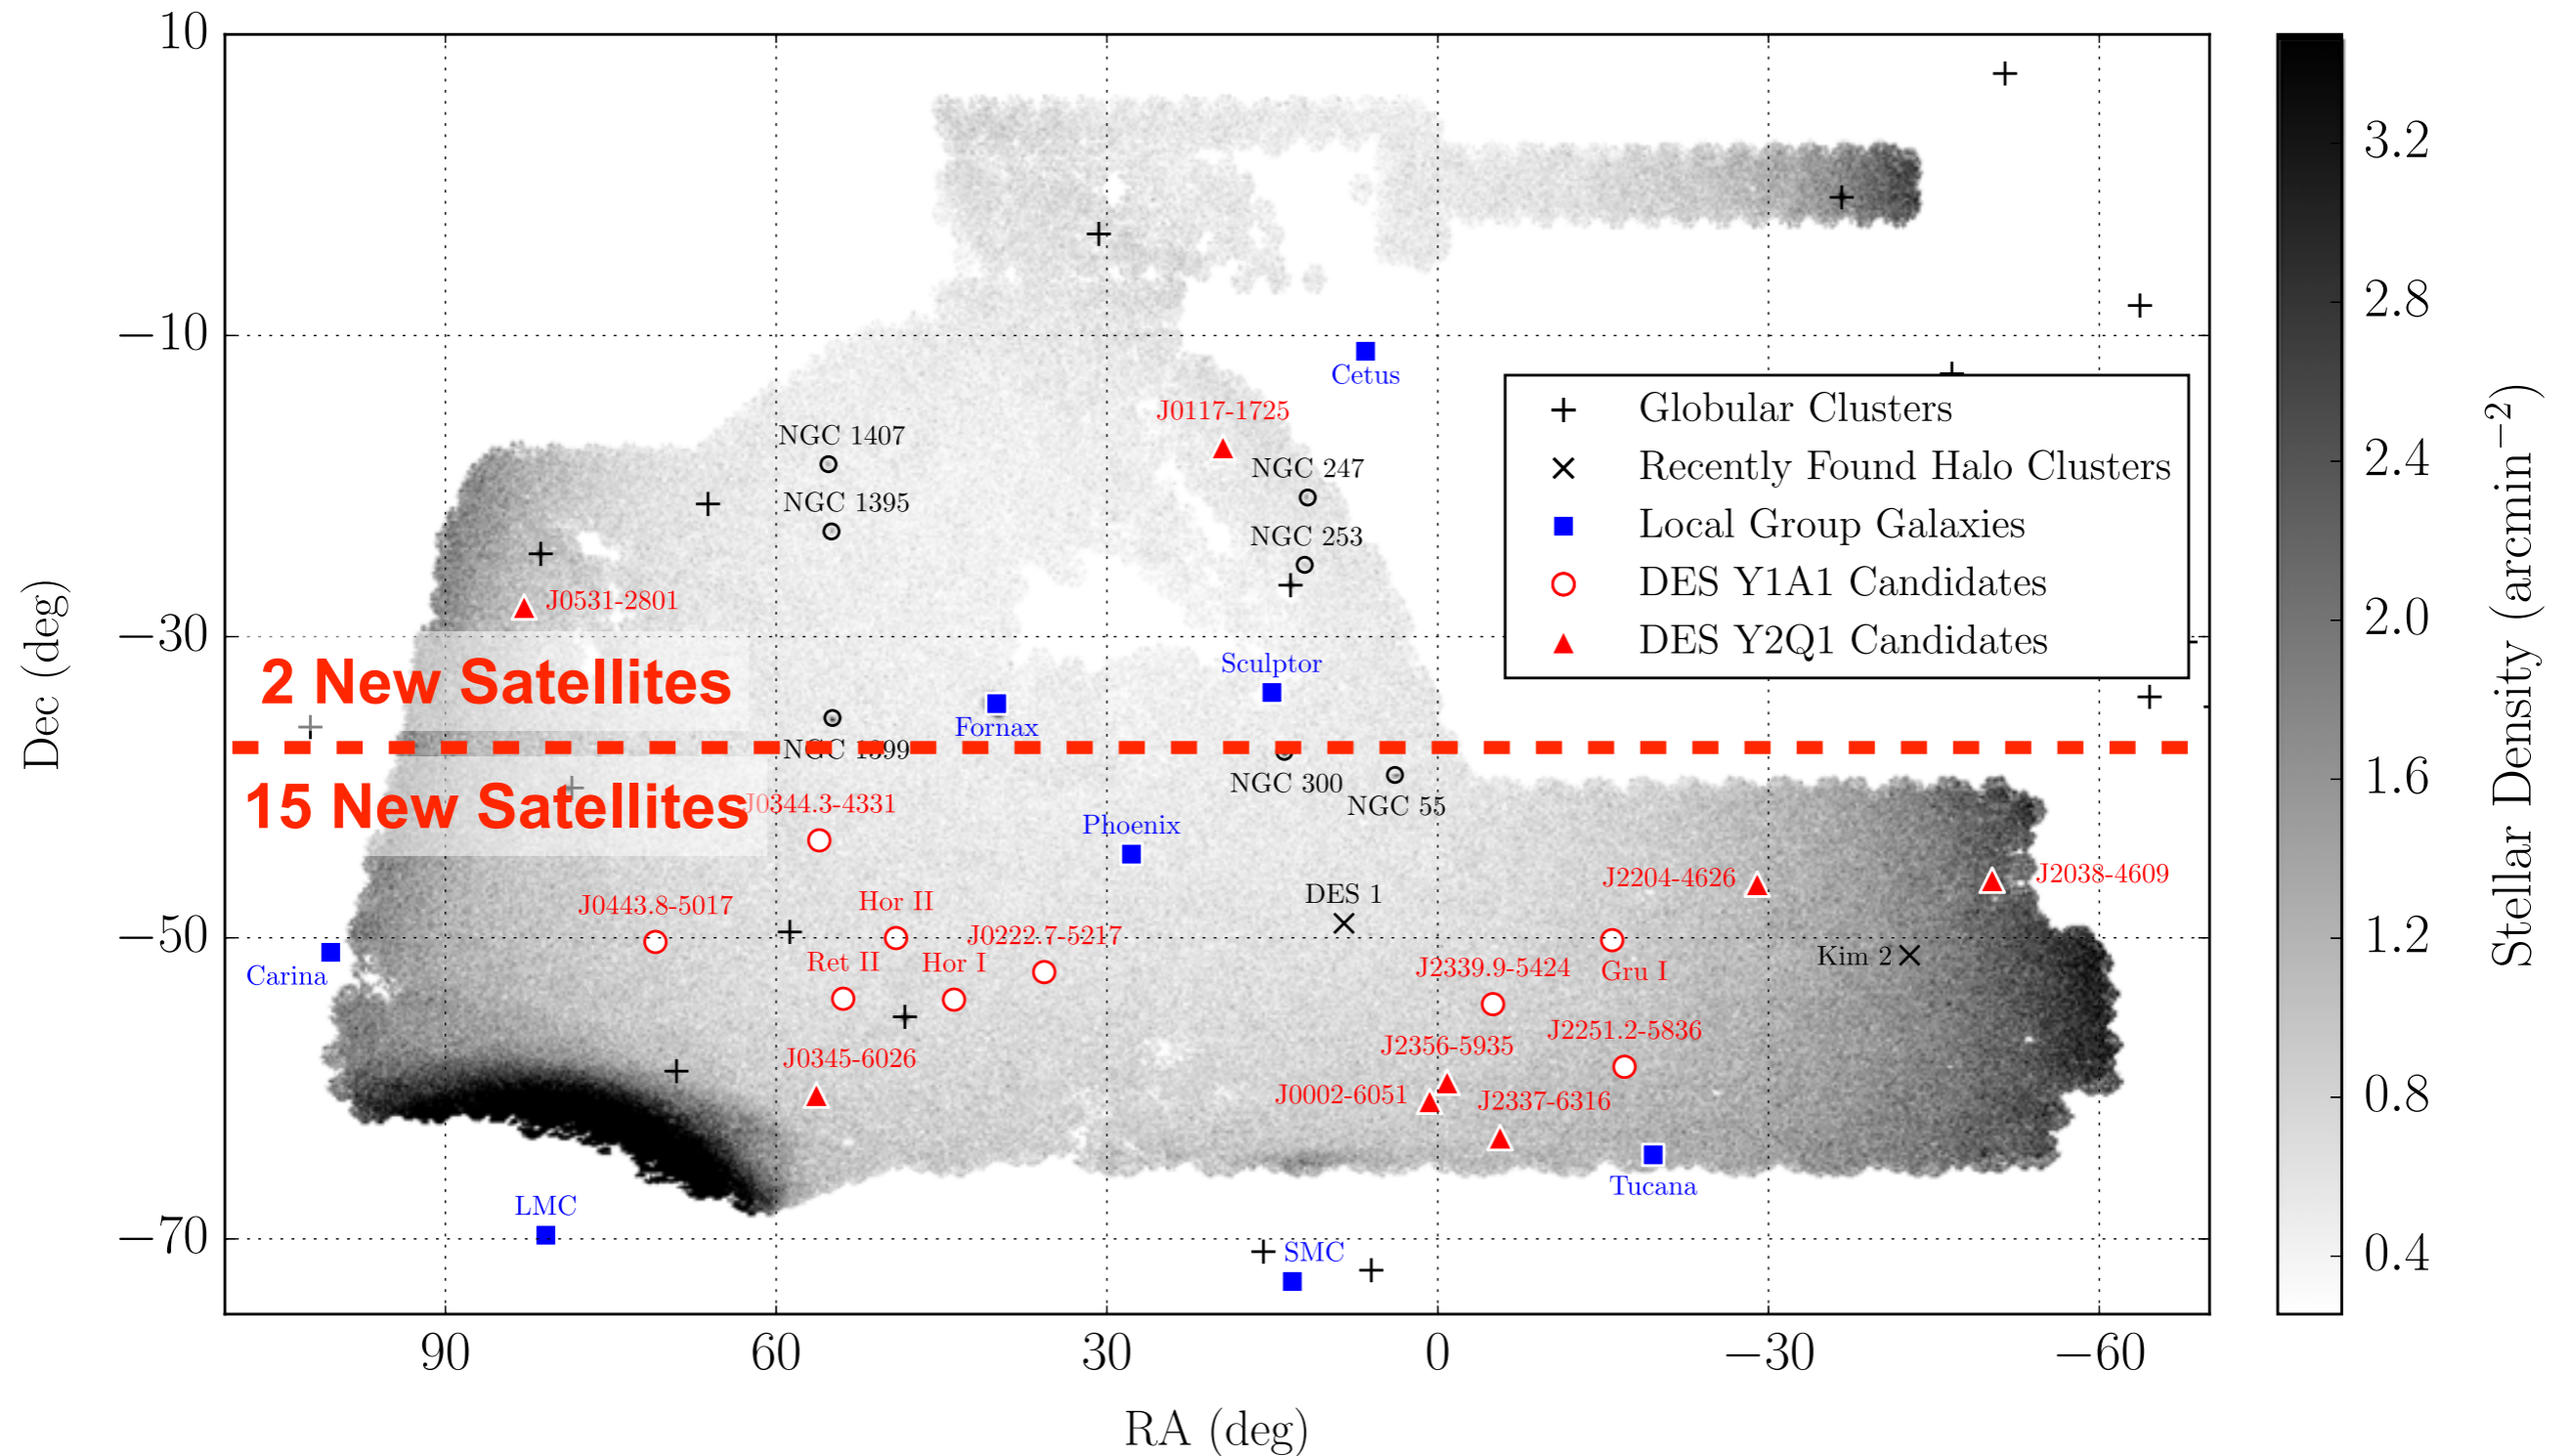 10
−10
−30
−50
−70
Dec (deg)
90
60
30
0
−30
−60
RA (deg)
3.2
2.8
2.4
2.0
1.6
1.2
0.8
0.4
Stellar Density (arcmin−2)
Globular Clusters
Recently Found Halo Clusters
Local Group Galaxies
DES Y1A1 Candidates
DES Y2Q1 Candidates
Cetus
J0117-1725
NGC 1407
NGC 247
NGC 1395
NGC 253
J0531-2801
2 New Satellites
Sculptor
Fornax
NGC 1399
NGC 300
NGC 55
15 New Satellites
J0344.3-4331
Phoenix
J2204-4626
J2038-4609
DES 1
J0443.8-5017
Hor II
J0222.7-5217
Kim 2
Ret II
Hor I
J2339.9-5424
Gru I
Carina
J2251.2-5836
J2356-5935
J0345-6026
J0002-6051
J2337-6316
Tucana
LMC
SMC